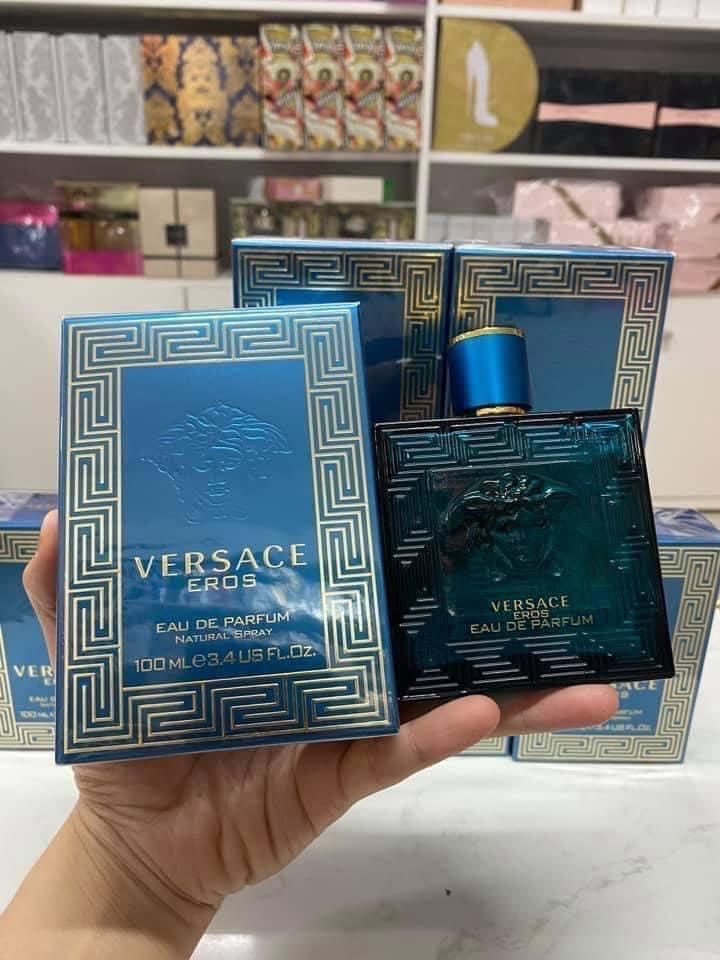 VERSACE
EROS
EAU DE PARFUM
NATURAL SPRAY
100 ML e 3.4 US FL.Oz.
VERSACE
EROS
EAU DE PARFUM